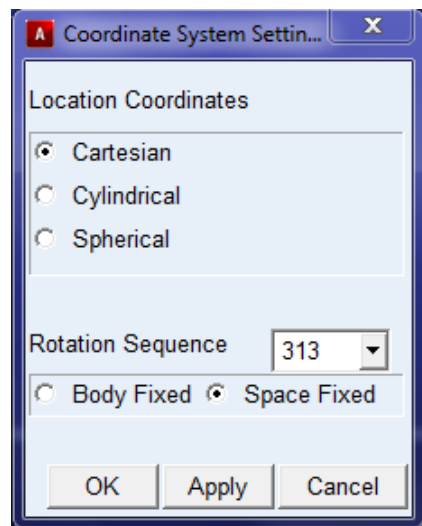 A Coordinate System Settin... X
Location Coordinates
Cartesian
Cylindrical
Spherical
Rotation Sequence 313
Body Fixed Space Fixed
OK Apply Cancel